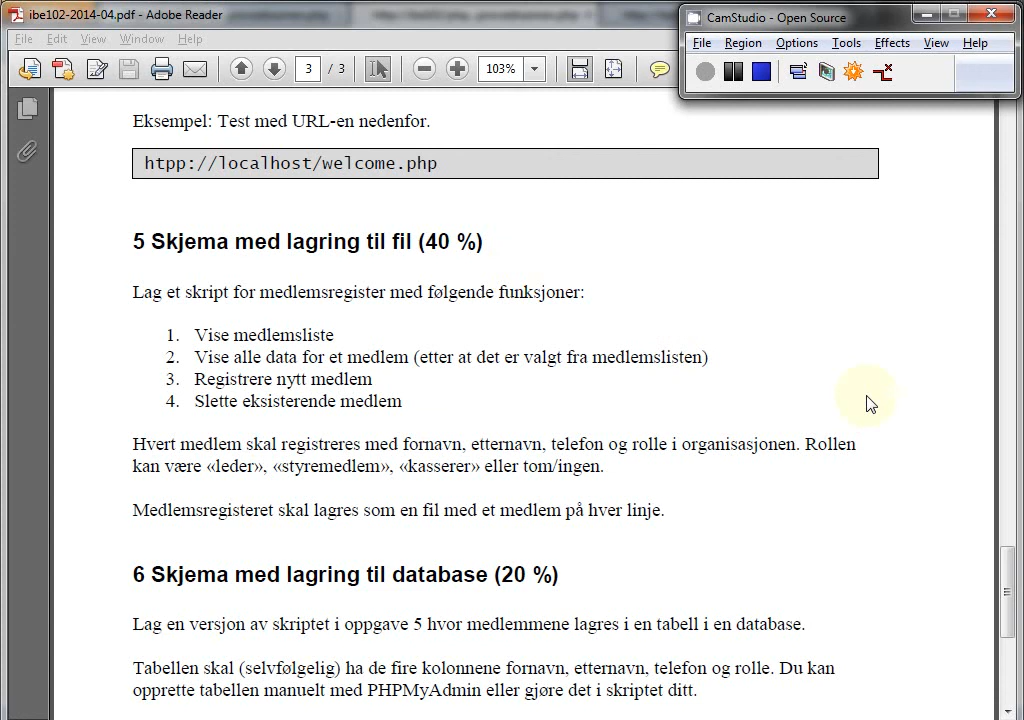 ibe102-2014-04.pdf - Adobe Reader
File Edit View Window Help
3 / 3
103%
CamStudio - Open Source
File Region Options Tools Effects View Help
Eksempel: Test med URL-en nedenfor.
htpp://localhost/welcome.php
5 Skjema med lagring til fil (40 %)
Lag et skript for medlemsregister med følgende funksjoner:
1. Vise medlemsliste
2. Vise alle data for et medlem (etter at det er valgt fra medlemslisten)
3. Registrere nytt medlem
4. Slette eksisterende medlem
Hvert medlem skal registreres med fornavn, etternavn, telefon og rolle i organisasjonen. Rollen
kan være «leder», «styremedlem», «kasserer» eller tom/ingen.
Medlemsregisteret skal lagres som en fil med et medlem på hver linje.
6 Skjema med lagring til database (20 %)
Lag en versjon av skriptet i oppgave 5 hvor medlemmene lagres i en tabell i en database.
Tabellen skal (selvfølgelig) ha de fire kolonnene fornavn, etternavn, telefon og rolle. Du kan
opprette tabellen manuelt med PHPMyAdmin eller gjøre det i skriptet ditt.